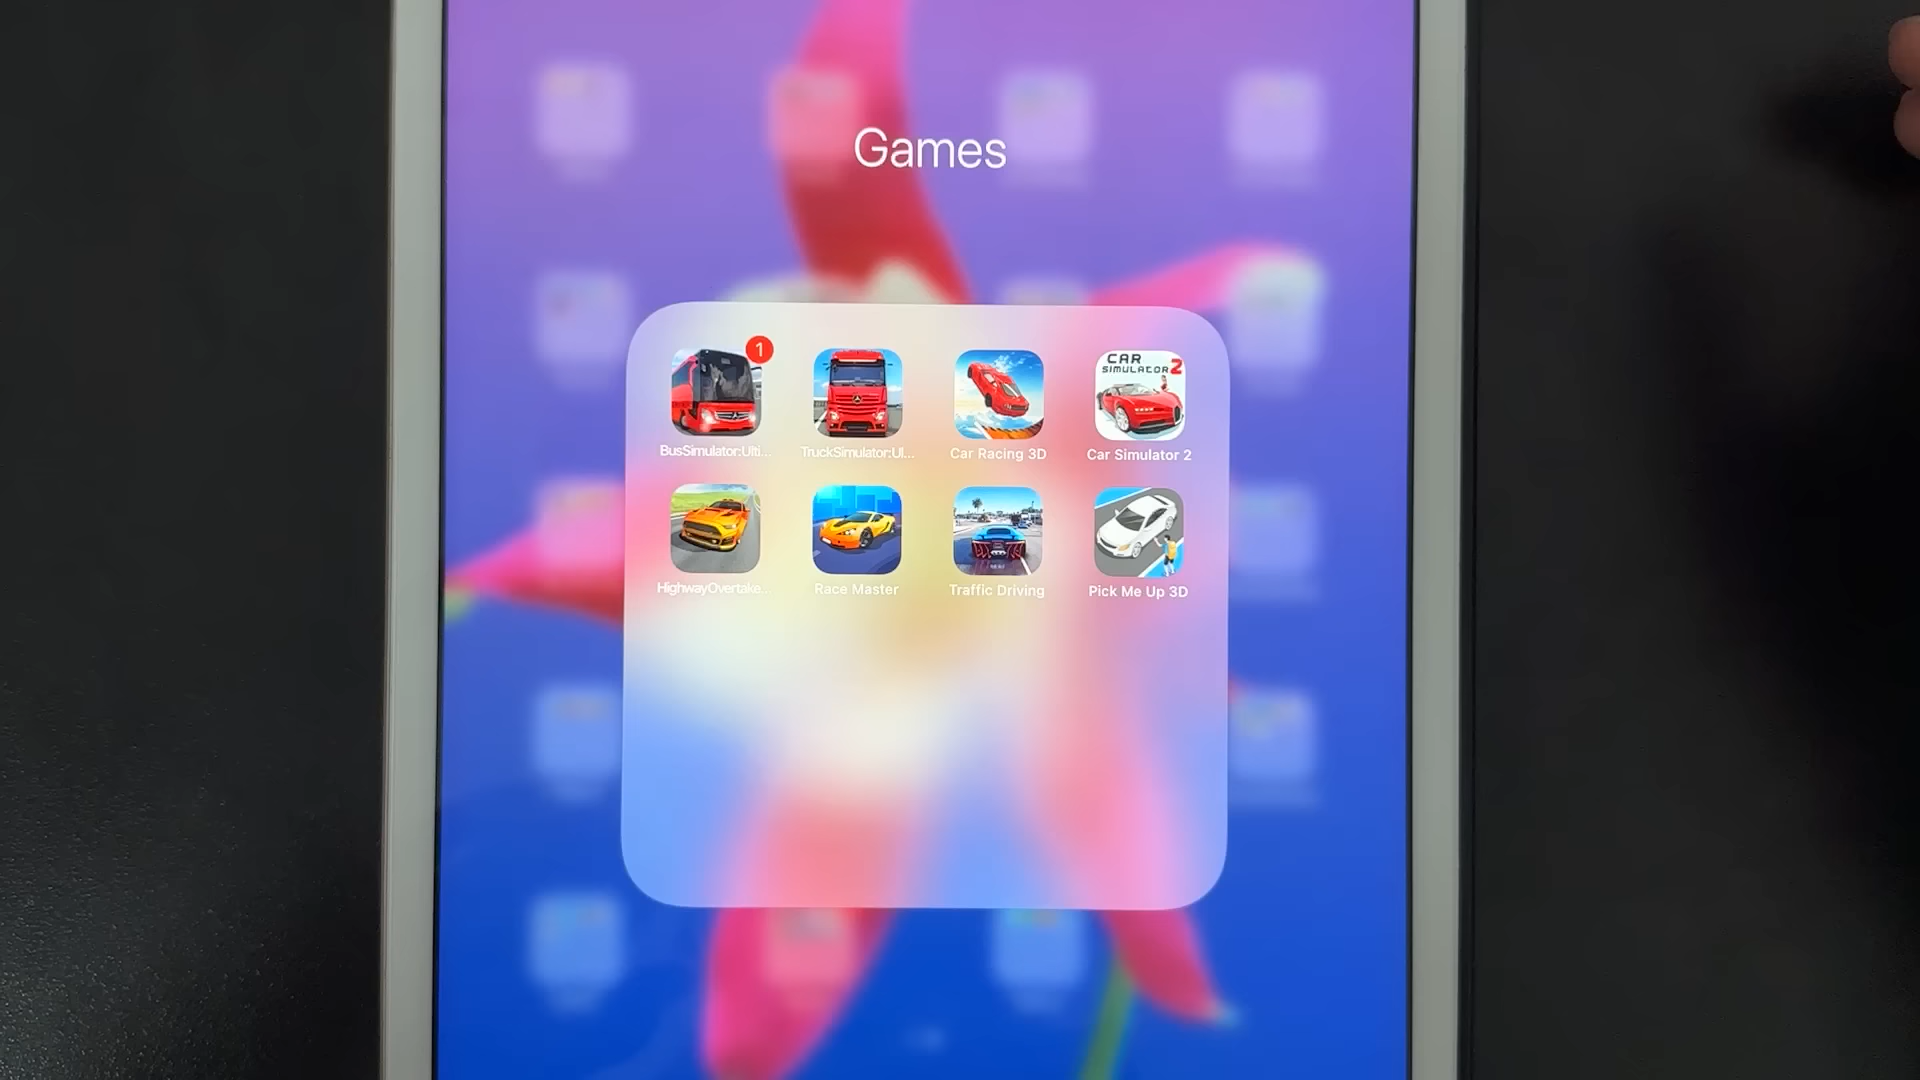 Games
1
CAR
SIMULATOR 2
BusSimulator:Ulti...
TruckSimulator:Ul...
Car Racing 3D
Car Simulator 2
HighwayOvertake...
Race Master
Traffic Driving
Pick Me Up 3D